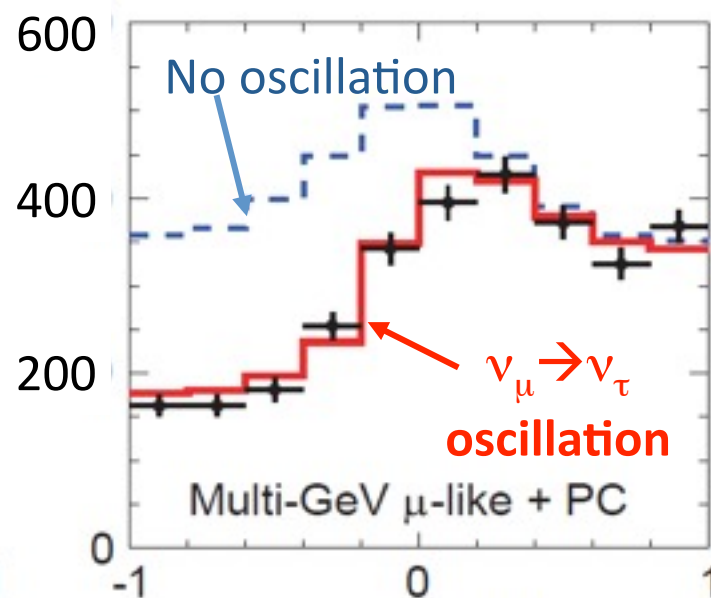 600
No oscillation
400
200
νμ→ντ
oscillation
Multi-GeV μ-like + PC
0
-1 0 1